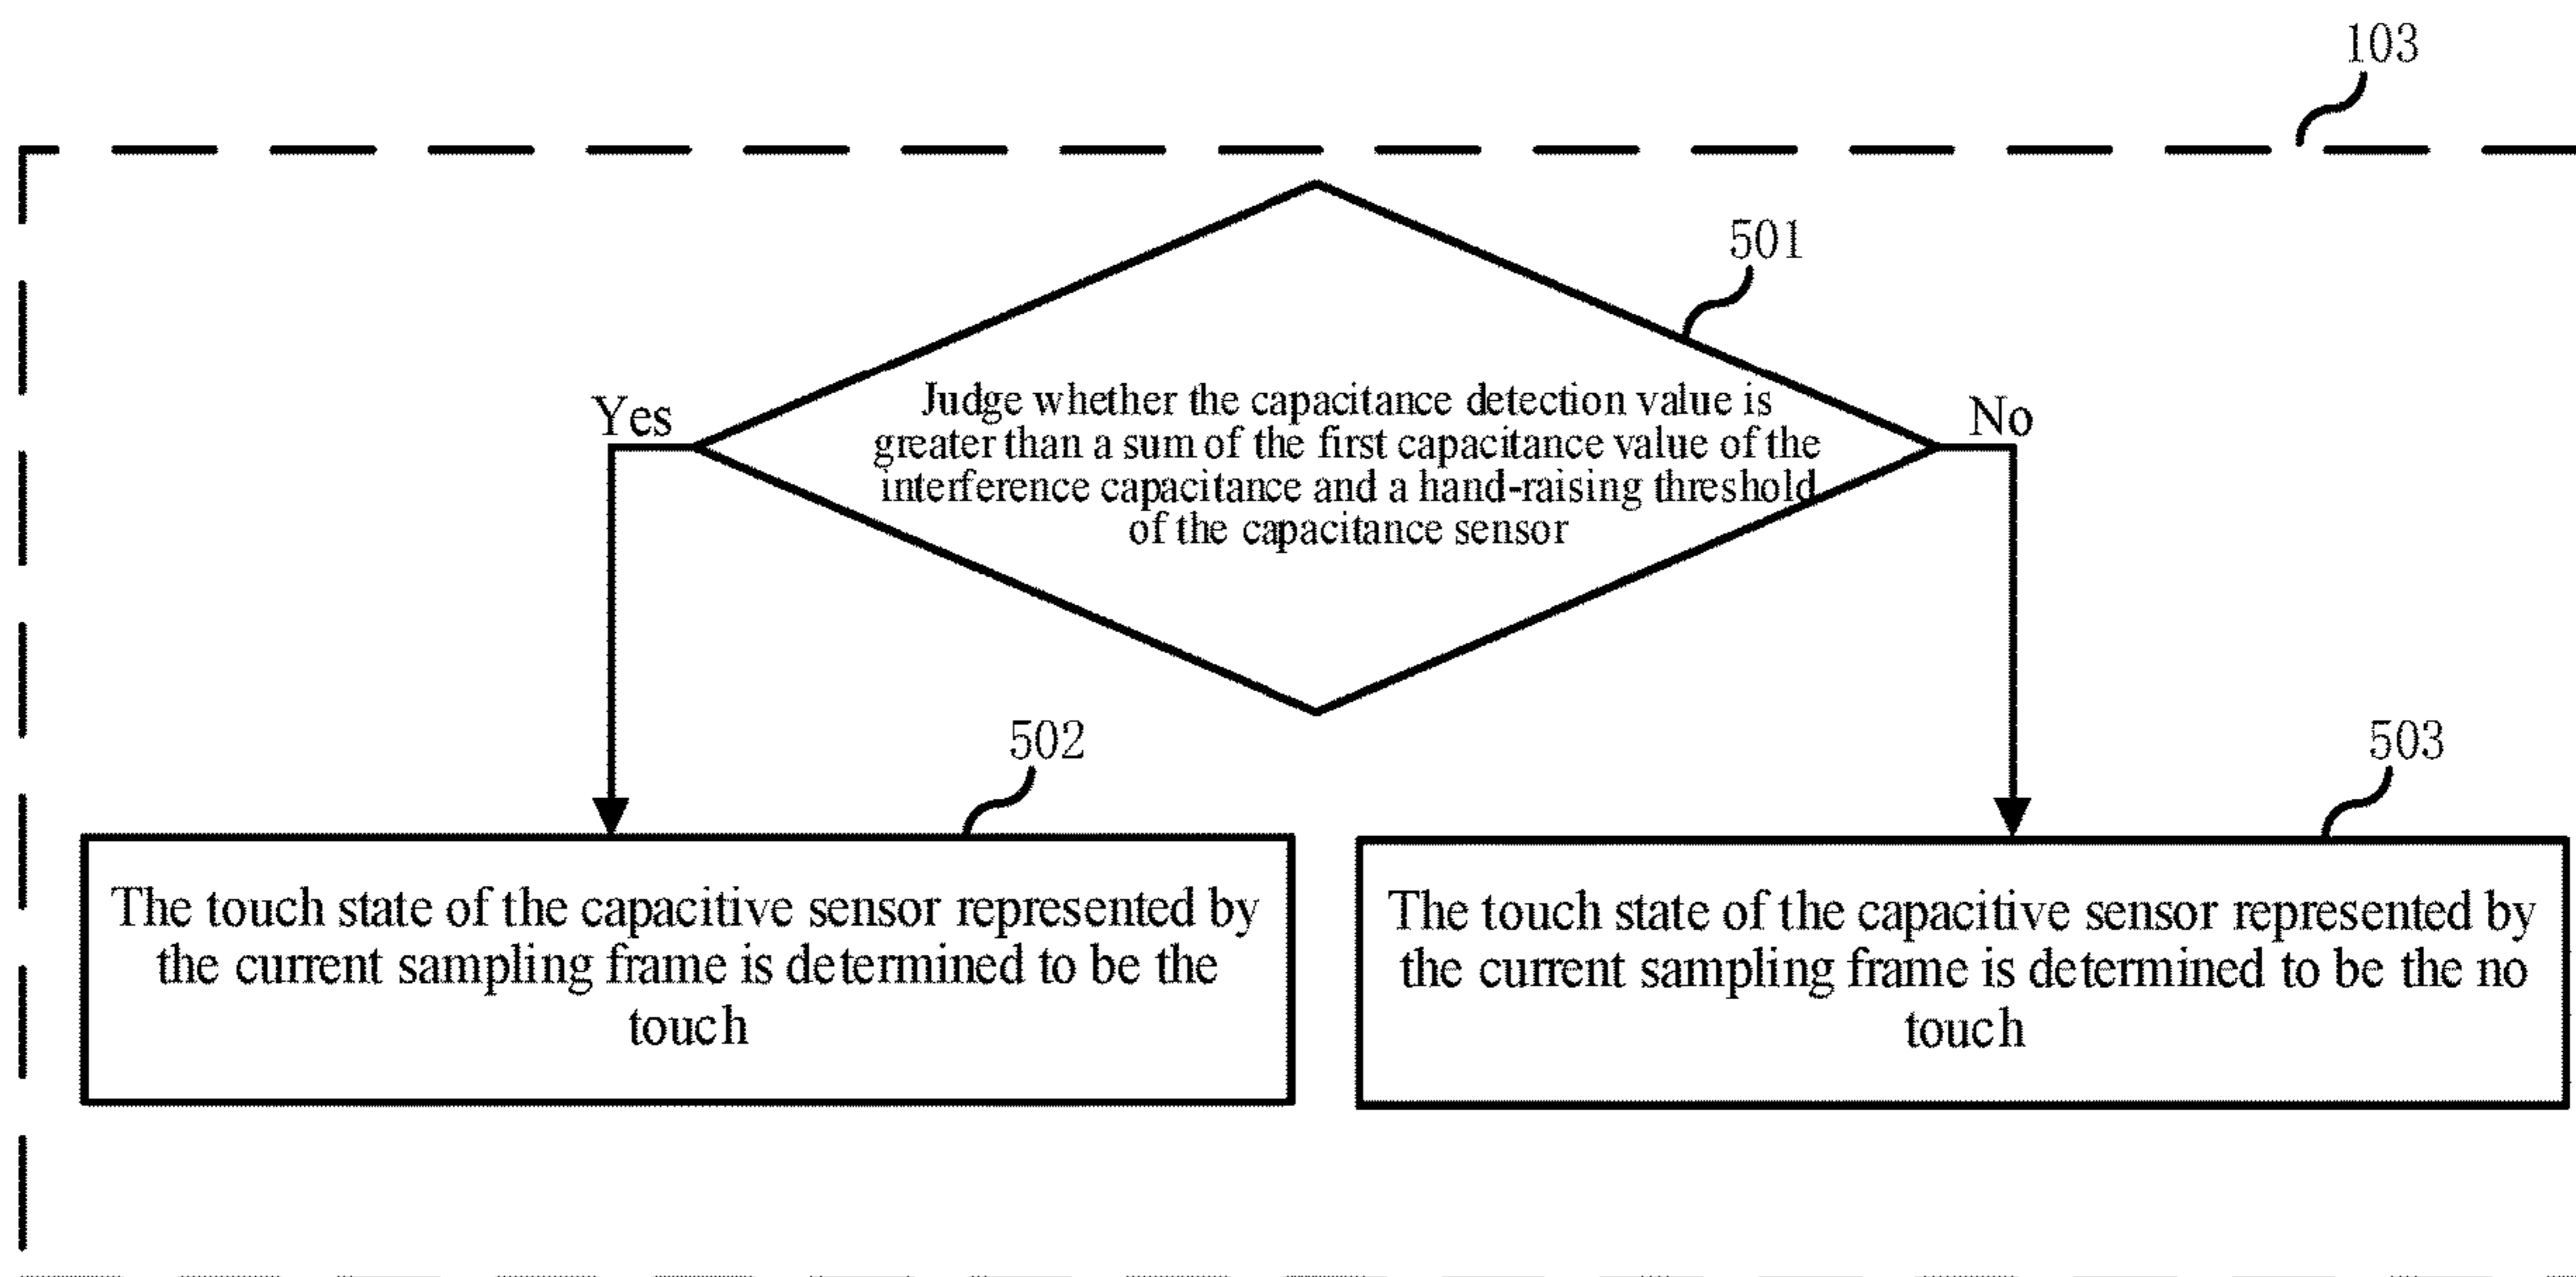 103
501
Yes
No
Judge whether the capacitance detection value is
greater than a sum of the first capacitance value of the
interference capacitance and a hand-raising threshold
of the capacitance sensor
502
503
The touch state of the capacitive sensor represented by
the current sampling frame is determined to be the
touch
The touch state of the capacitive sensor represented by
the current sampling frame is determined to be the no
touch